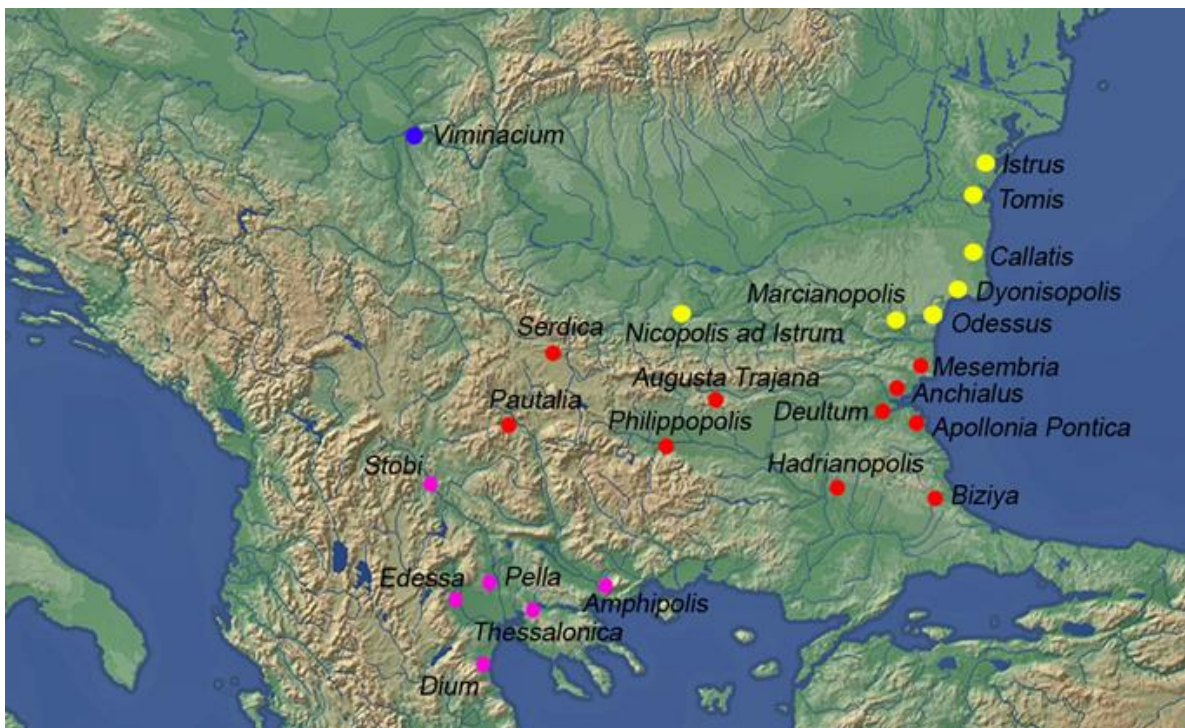 Viminacium
Istrus
Tomis
Callatis
Marcianopolis
Dyonisopolis
Odessus
Nicopolis ad Istrum
Serdica
Mesembria
Augusta Trajana
Anchialus
Pautalia
Philippopolis
Deultum
Apollonia Pontica
Stobi
Hadrianopolis
Biziya
Edessa
Pella
Amphipolis
Thessalonica
Dium